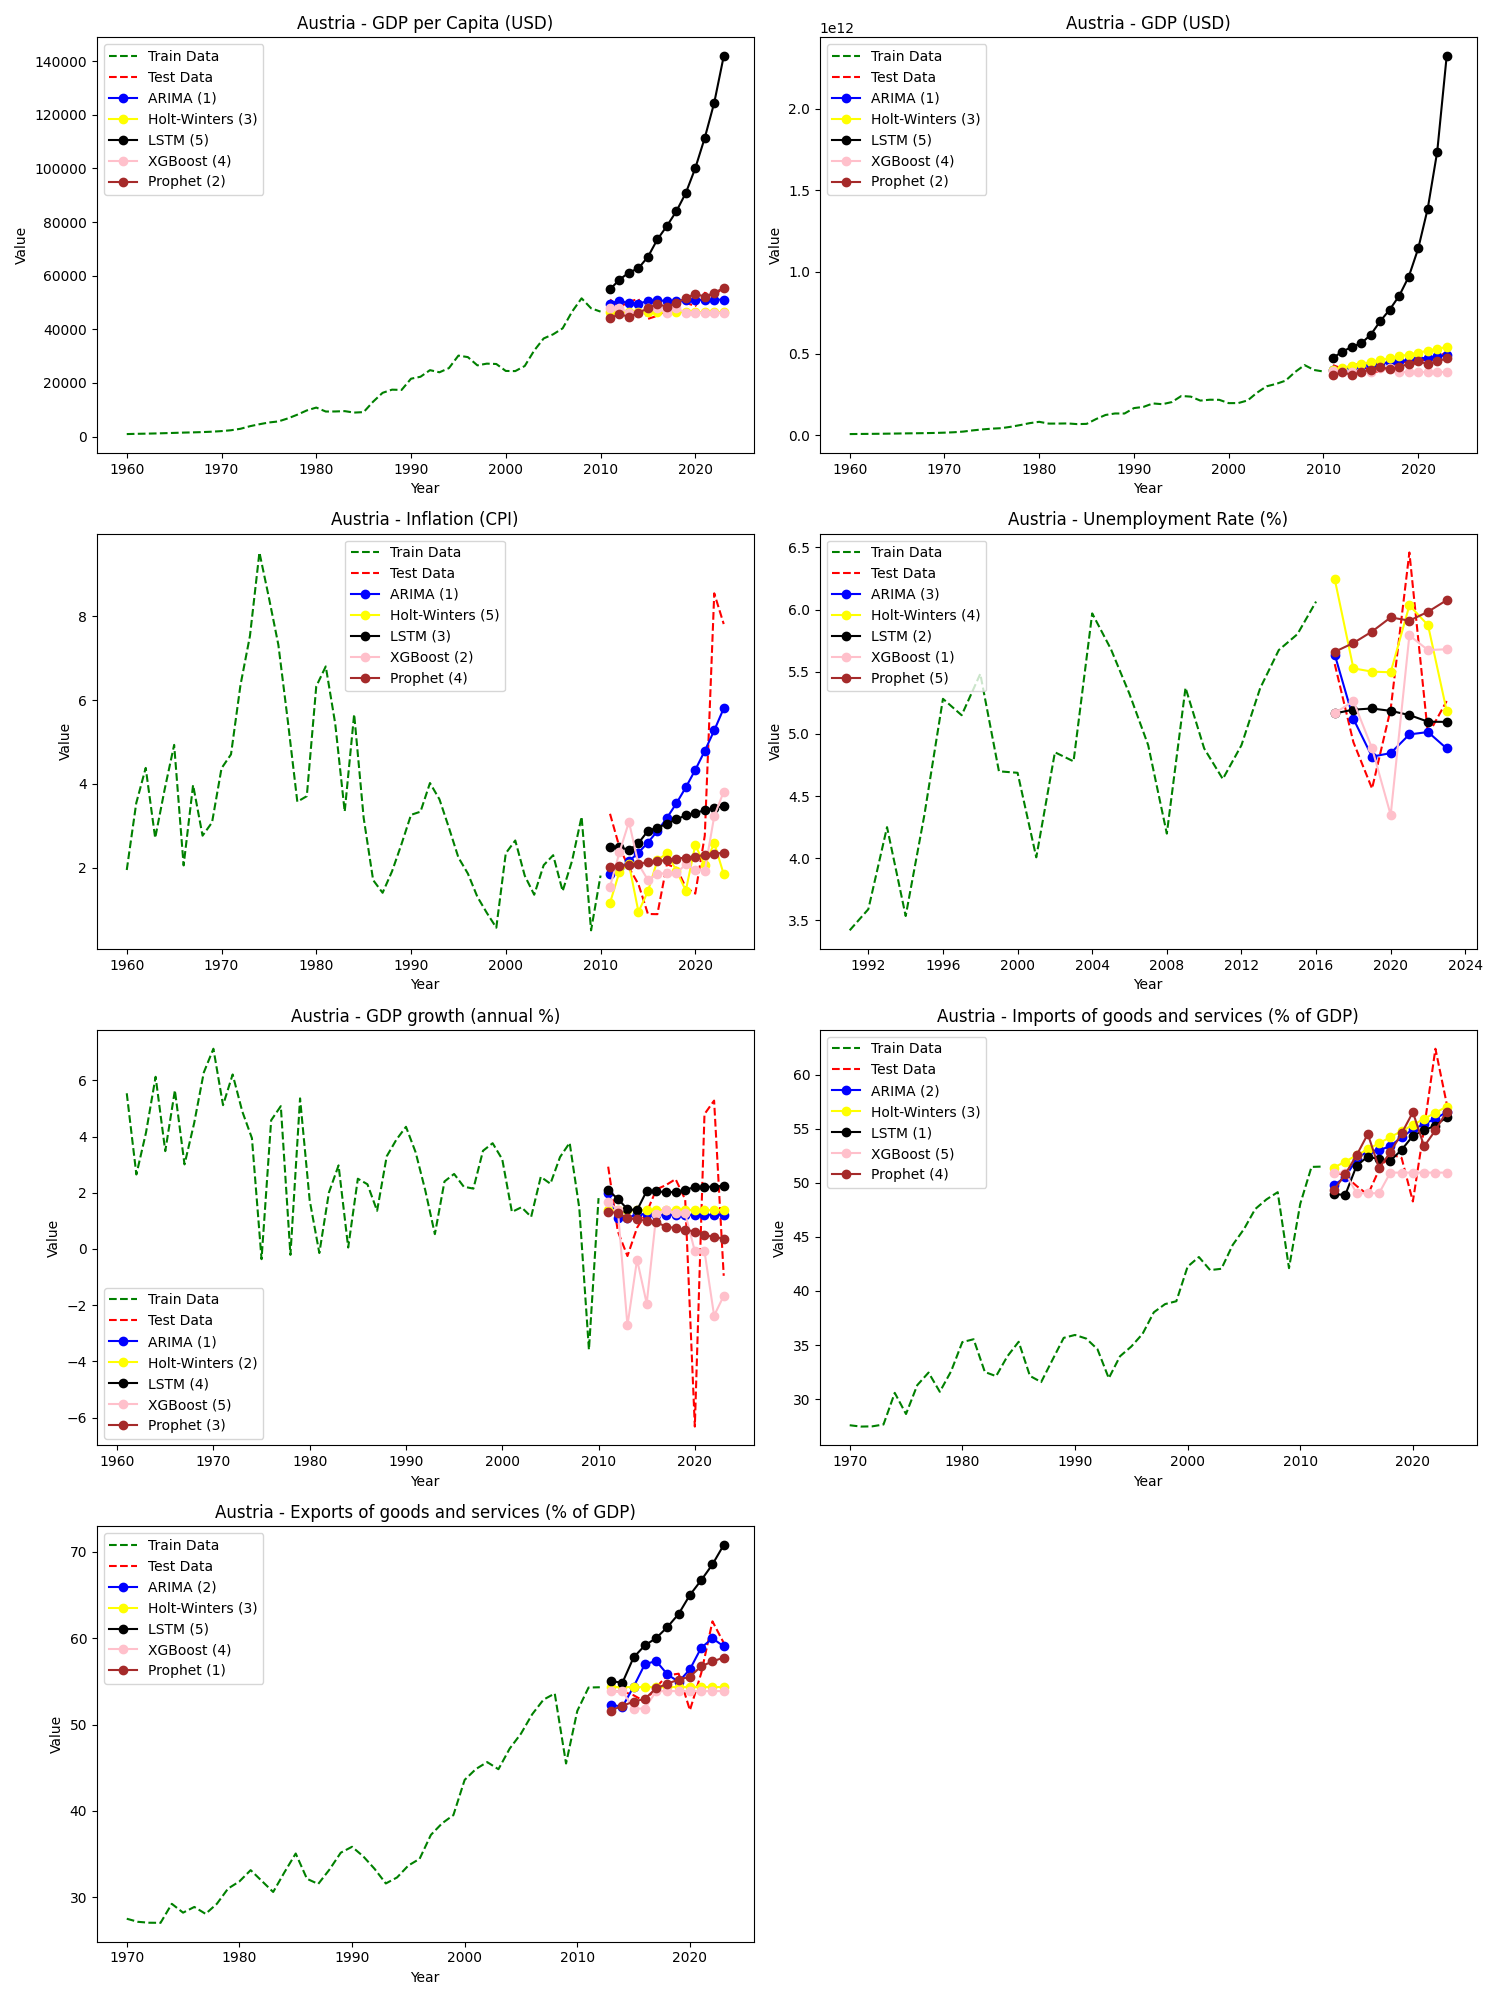 Austria - GDP per Capita (USD)
Train Data
Test Data
ARIMA (1)
Holt-Winters (3)
LSTM (5)
XGBoost (4)
Prophet (2)
140000
120000
100000
80000
60000
40000
20000
0
Value
1960 1970 1980 1990 2000 2010 2020
Year
Austria - GDP (USD)
1e12
Train Data
Test Data
ARIMA (1)
Holt-Winters (3)
LSTM (5)
XGBoost (4)
Prophet (2)
2.0
1.5
1.0
0.5
0.0
Value
1960 1970 1980 1990 2000 2010 2020
Year
Austria - Inflation (CPI)
Train Data
Test Data
ARIMA (1)
Holt-Winters (5)
LSTM (3)
XGBoost (2)
Prophet (4)
8
6
4
2
Value
1960 1970 1980 1990 2000 2010 2020
Year
Austria - Unemployment Rate (%)
Train Data
Test Data
ARIMA (3)
Holt-Winters (4)
LSTM (2)
XGBoost (1)
Prophet (5)
6.5
6.0
5.5
5.0
4.5
4.0
3.5
Value
1992 1996 2000 2004 2008 2012 2016 2020 2024
Year
Austria - GDP growth (annual %)
6
4
2
0
−2
−4
−6
Value
Train Data
Test Data
ARIMA (1)
Holt-Winters (2)
LSTM (4)
XGBoost (5)
Prophet (3)
1960 1970 1980 1990 2000 2010 2020
Year
Austria - Imports of goods and services (% of GDP)
Train Data
Test Data
ARIMA (2)
Holt-Winters (3)
LSTM (1)
XGBoost (5)
Prophet (4)
60
55
50
45
40
35
30
Value
1970 1980 1990 2000 2010 2020
Year
Austria - Exports of goods and services (% of GDP)
Train Data
Test Data
ARIMA (2)
Holt-Winters (3)
LSTM (5)
XGBoost (4)
Prophet (1)
70
60
50
40
30
Value
1970 1980 1990 2000 2010 2020
Year